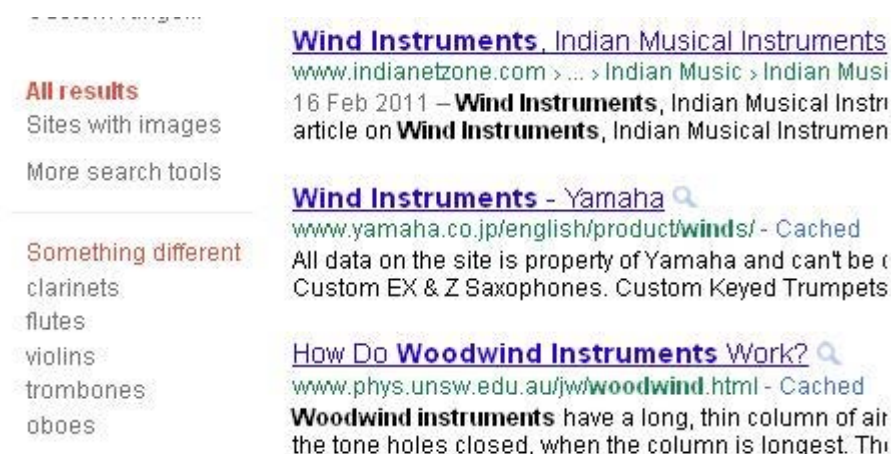 All results
Sites with images
More search tools
Something different
clarinets
flutes
violins
trombones
oboes
Wind Instruments, Indian Musical Instruments
www.indianetzone.com › ... › Indian Music › Indian Musi
16 Feb 2011 – Wind Instruments, Indian Musical Instr
article on Wind Instruments, Indian Musical Instrumen
Wind Instruments - Yamaha
www.yamaha.co.jp/english/product/winds/ - Cached
All data on the site is property of Yamaha and can't be
Custom EX & Z Saxophones. Custom Keyed Trumpets
How Do Woodwind Instruments Work?
www.phys.unsw.edu.au/jw/woodwind.html - Cached
Woodwind instruments have a long, thin column of air
the tone holes closed, when the column is longest. Th